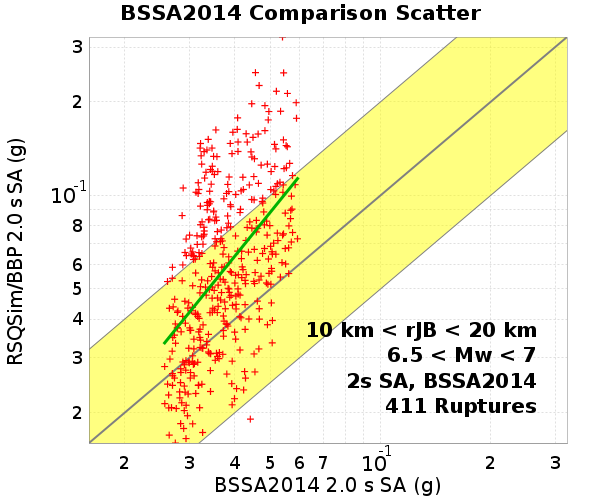 BSSA2014 Comparison Scatter
RSQSim/BBP 2.0 s SA (g)
3
2
10-1
8
6
5
4
3
2
10 km < rJB < 20 km
6.5 < Mw < 7
2s SA, BSSA2014
411 Ruptures
2 3 4 5 6 7 10-1 2 3
BSSA2014 2.0 s SA (g)